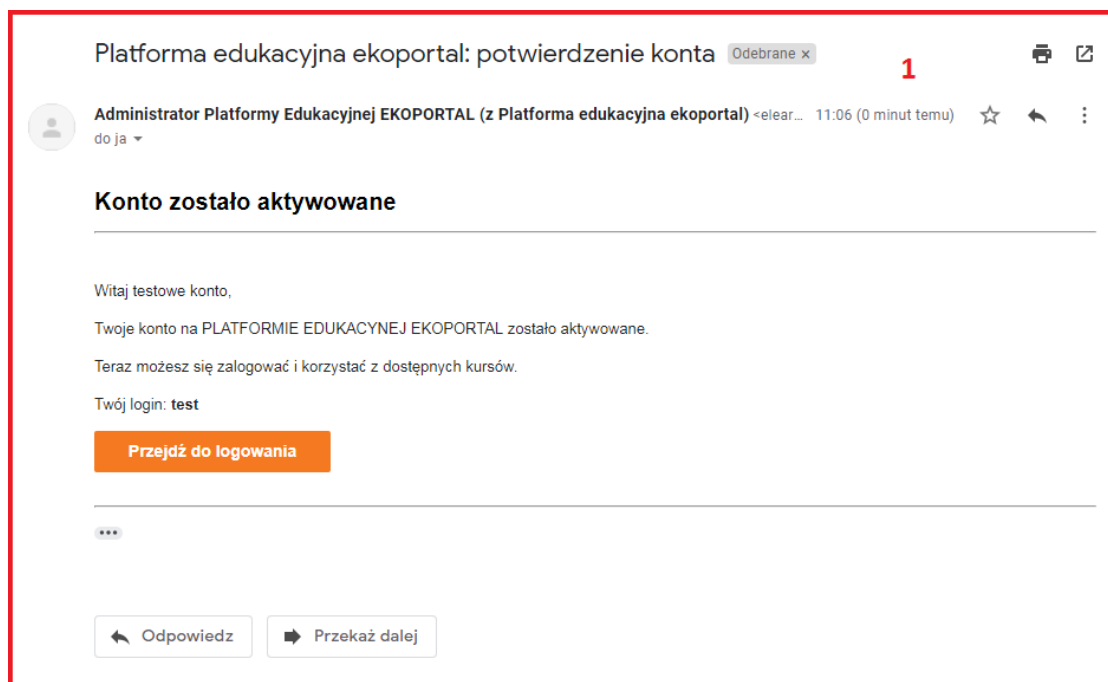 Platforma edukacyjna ekoportal: potwierdzenie konta Odebrane x
1
Administrator Platformy Edukacyjnej EKOPORTAL (z Platforma edukacyjna ekoportal) <elear... 11:06 (0 minut temu)
do ja
Konto zostało aktywowane
Witaj testowe konto,
Twoje konto na PLATFORMIE EDUKACYNEJ EKOPORTAL zostało aktywowane.
Teraz możesz się zalogować i korzystać z dostępnych kursów.
Twój login: test
Przejdź do logowania
Odpowiedz Przekaż dalej